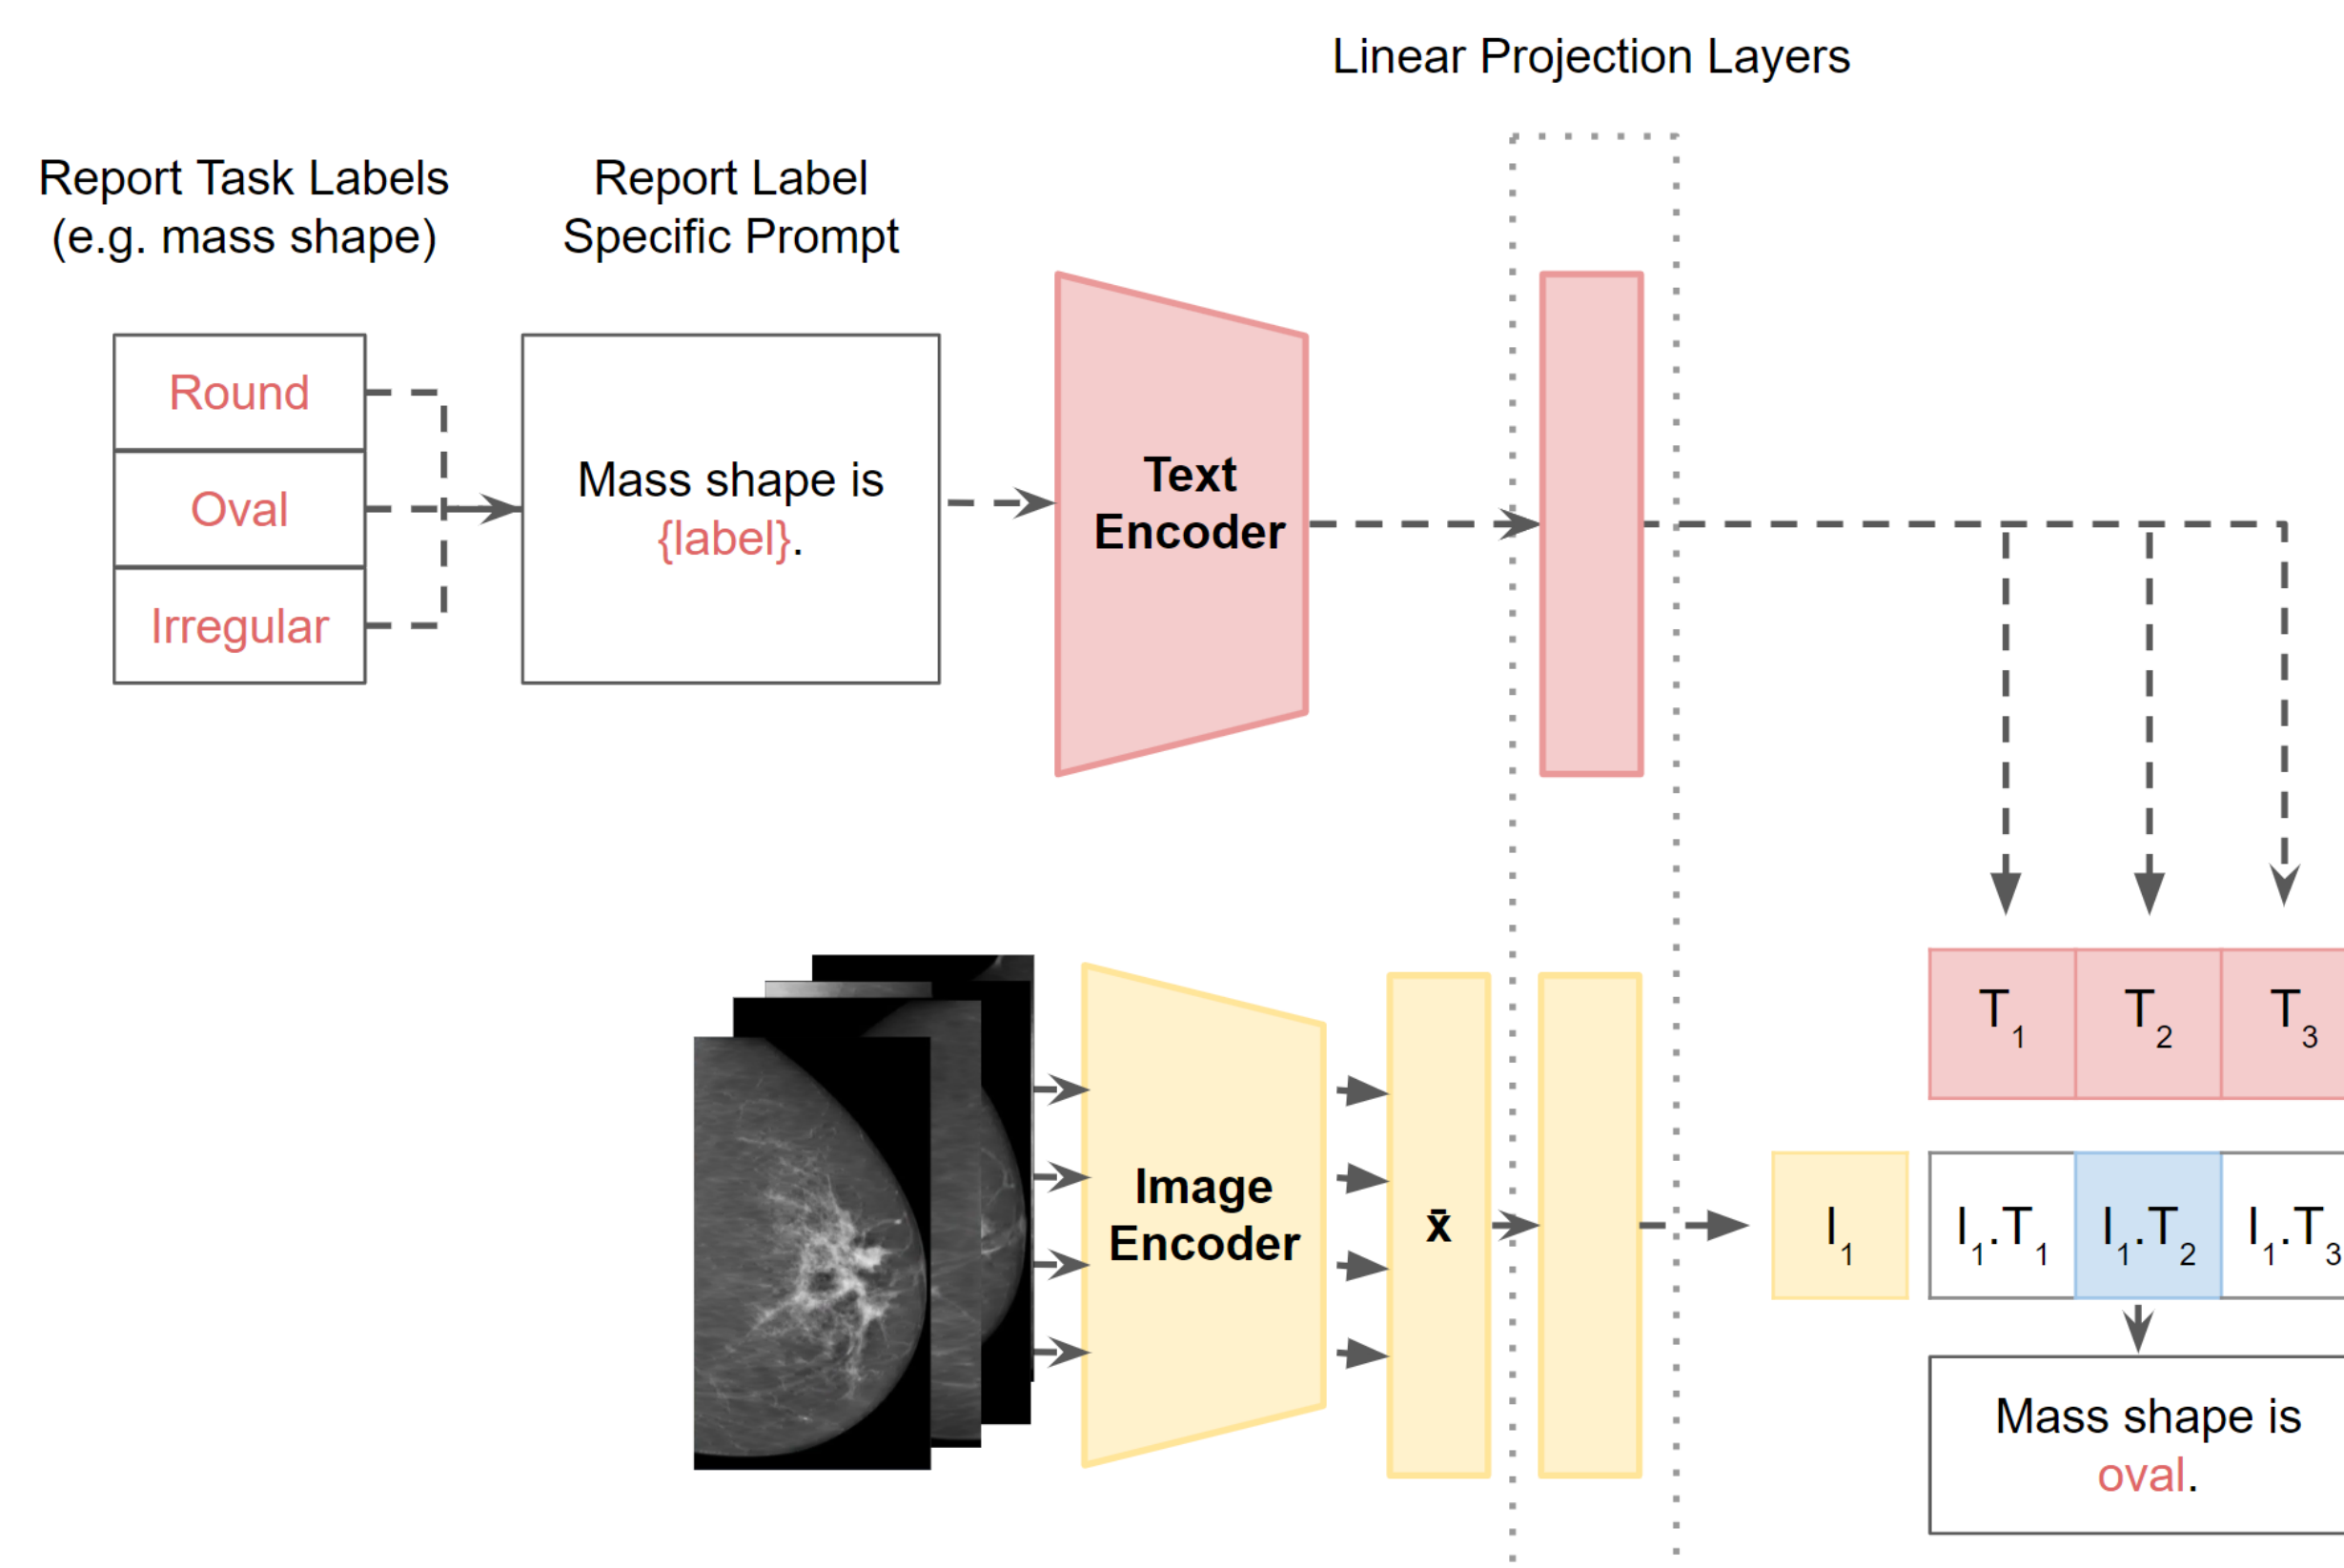 Linear Projection Layers
Report Task Labels
(e.g. mass shape)
Report Label
Specific Prompt
Round
Oval
Irregular
Mass shape is
{label}.
Text
Encoder
Image
Encoder
x̄
T₁ T₂ T₃
I₁ I₁.T₁ I₁.T₂ I₁.T₃
Mass shape is
oval.